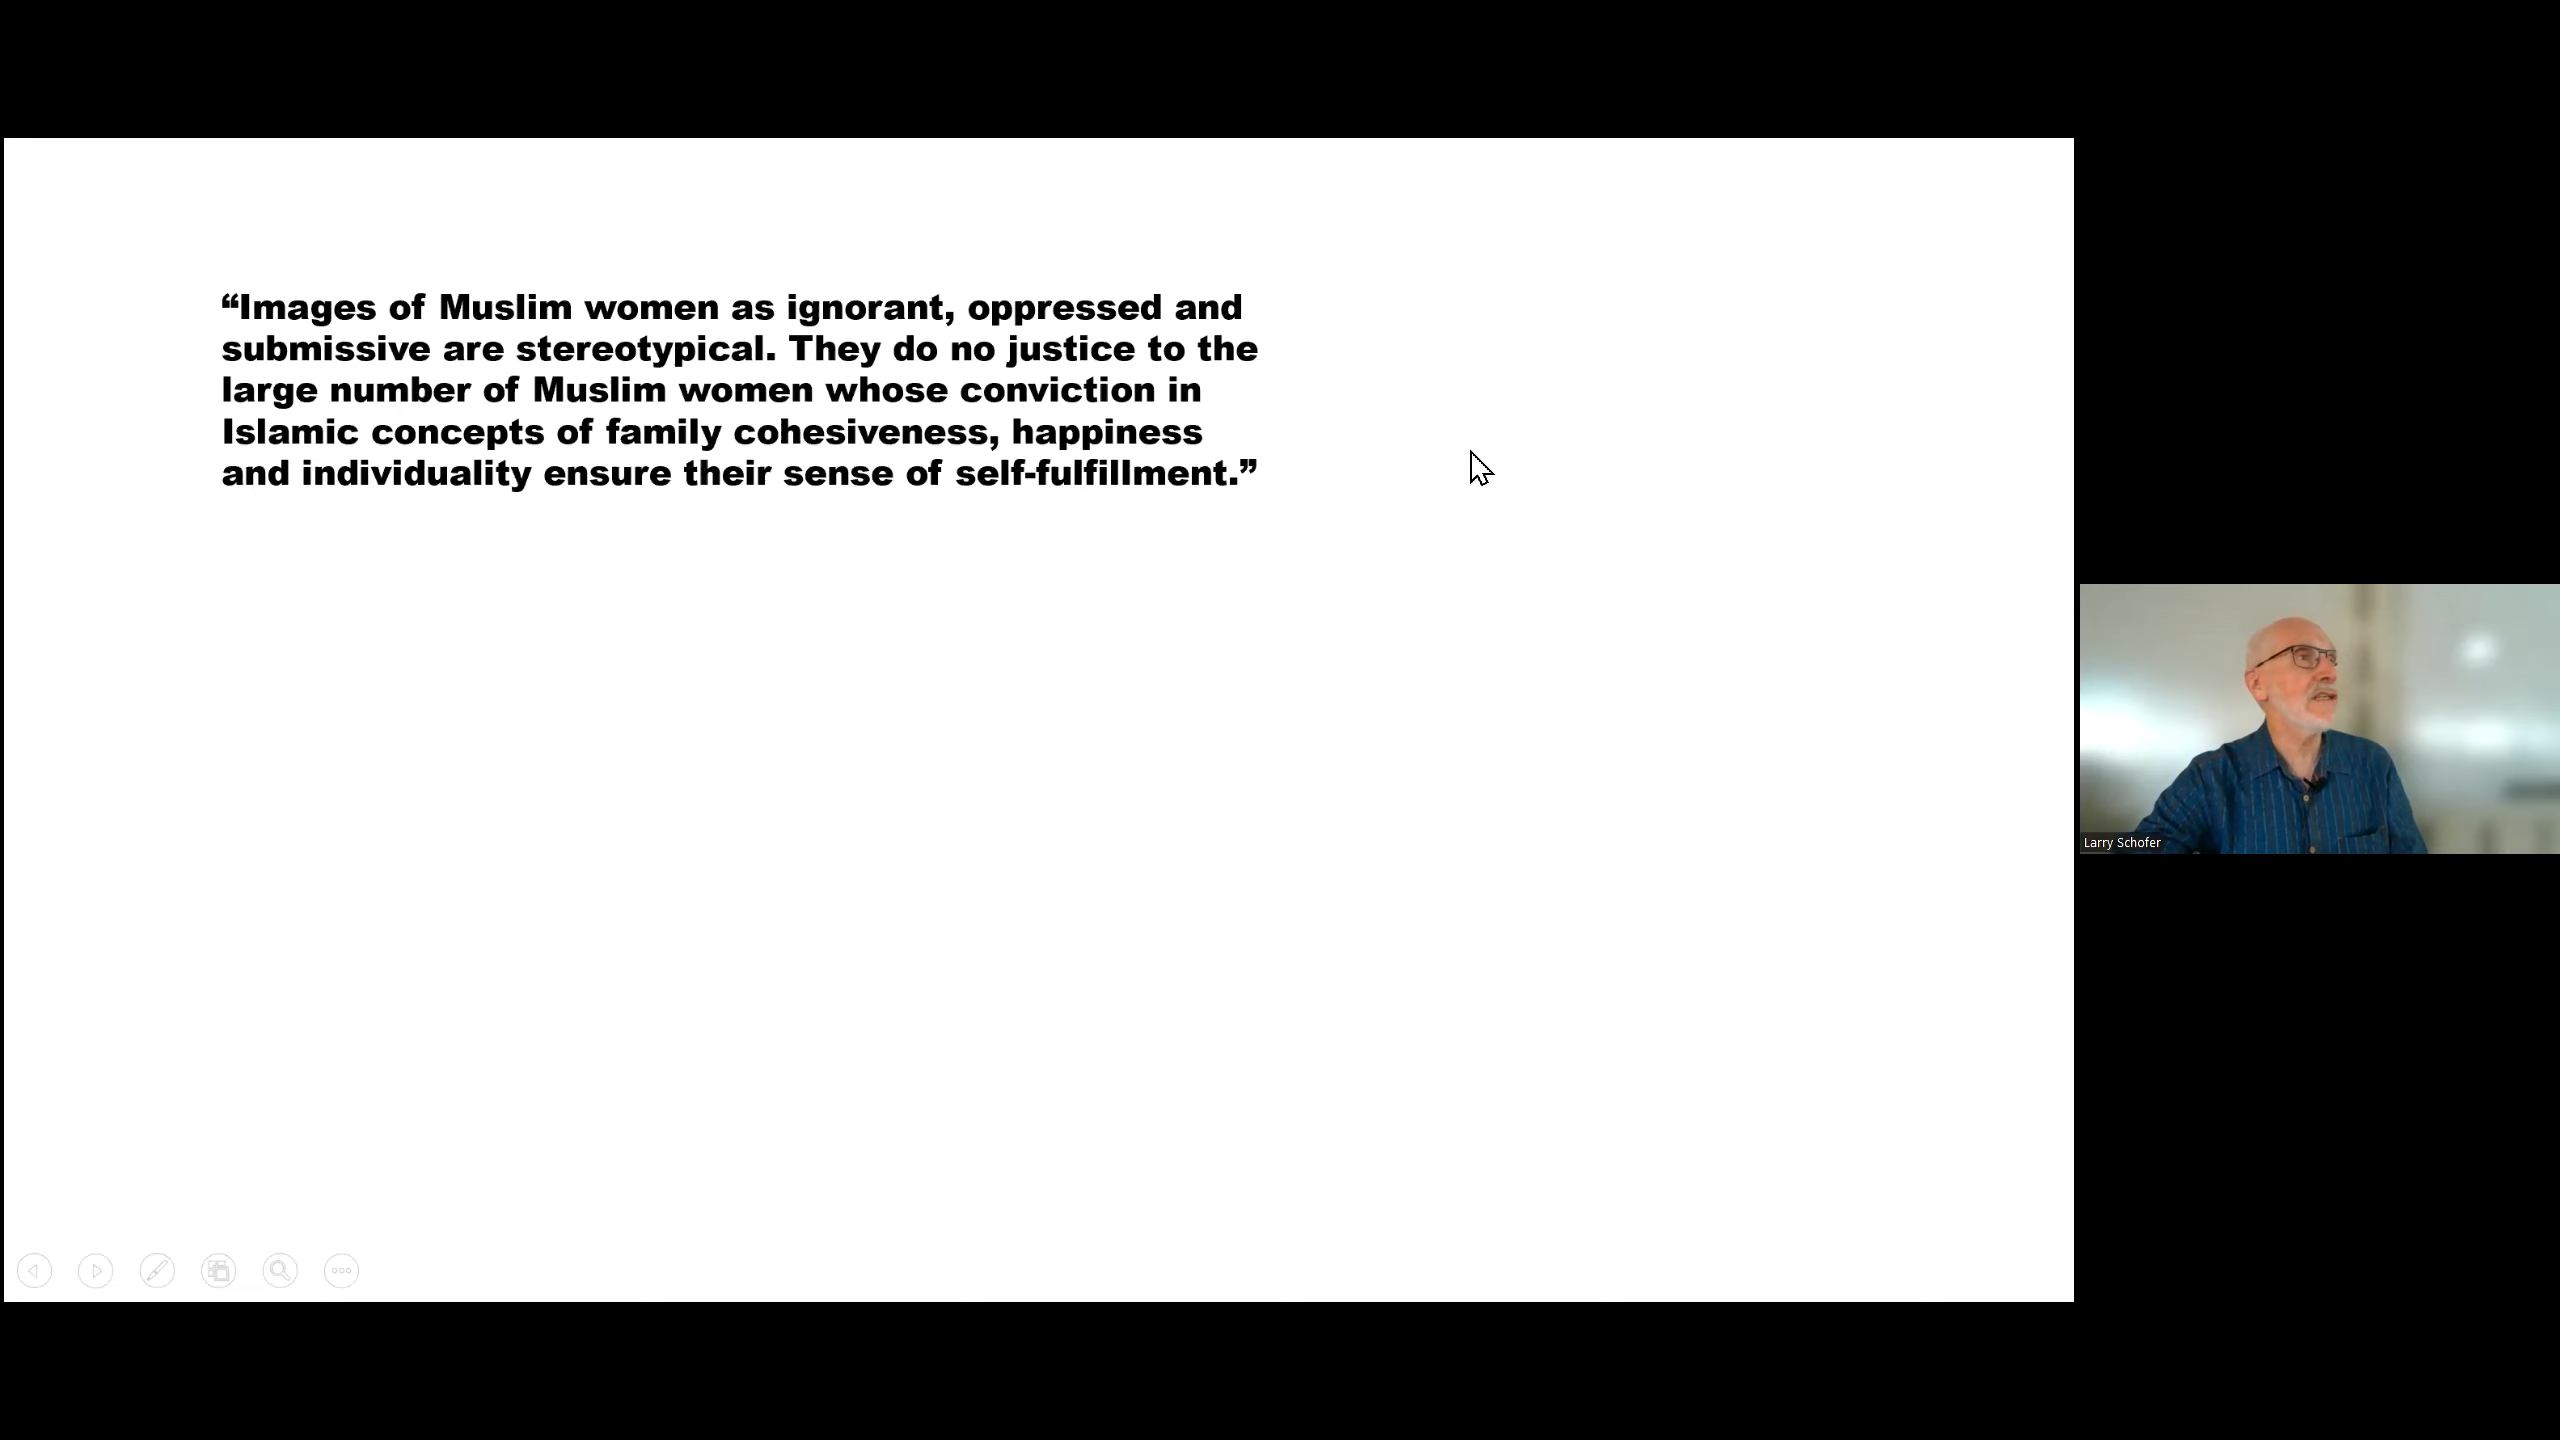 “Images of Muslim women as ignorant, oppressed and
submissive are stereotypical. They do no justice to the
large number of Muslim women whose conviction in
Islamic concepts of family cohesiveness, happiness
and individuality ensure their sense of self-fulfillment.”
Larry Schofer